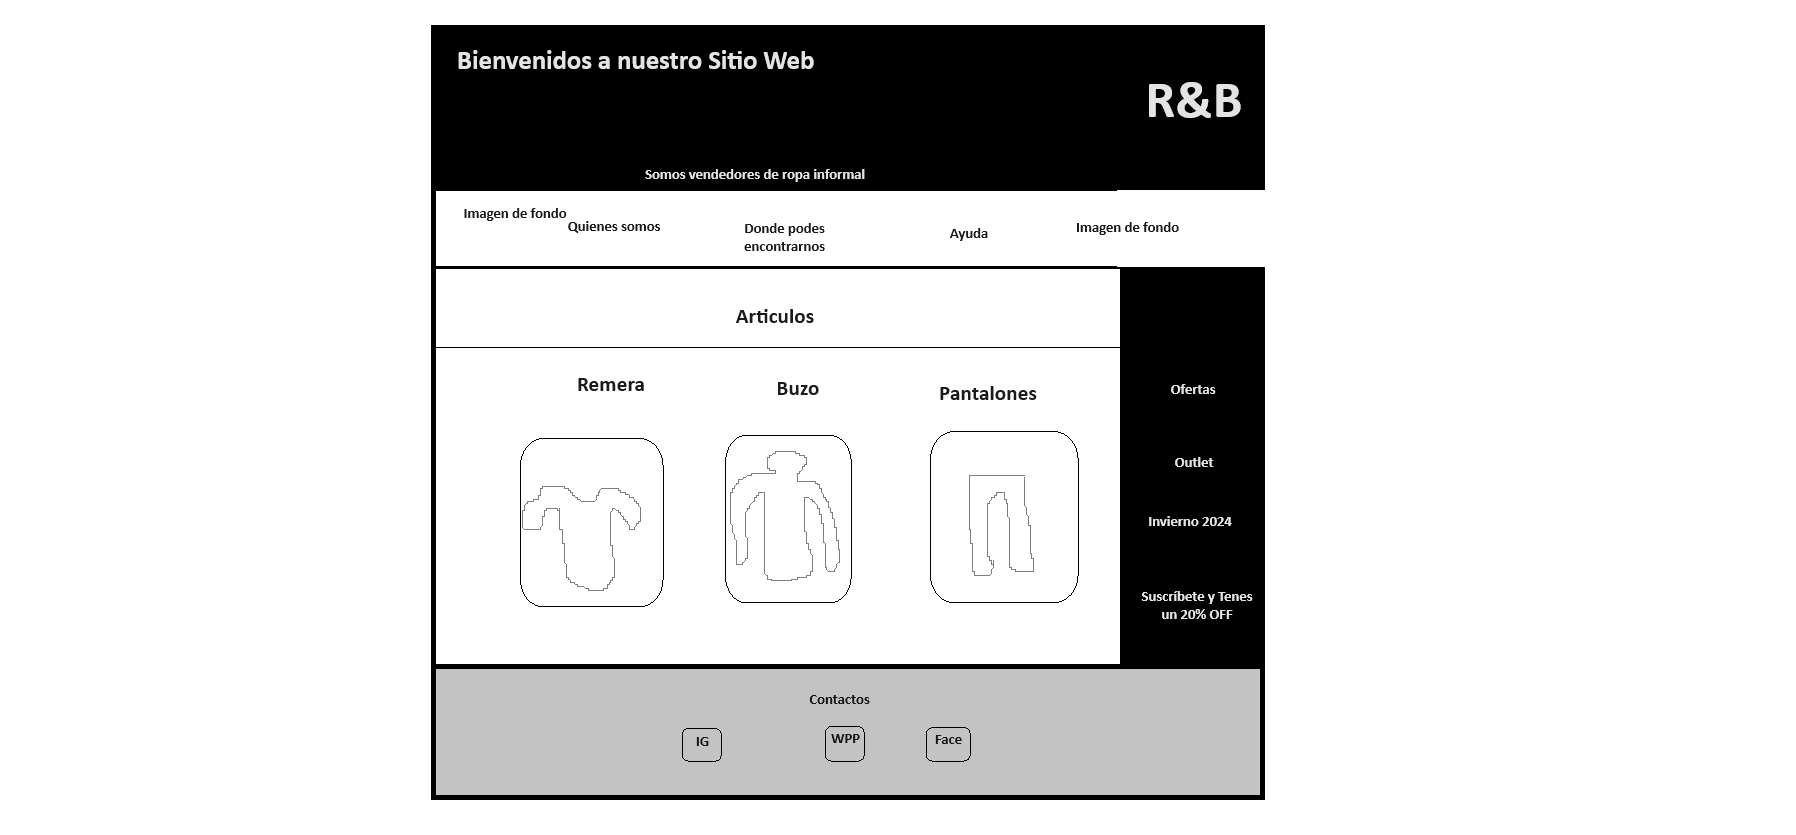 Bienvenidos a nuestro Sitio Web
R&B
Somos vendedores de ropa informal
Imagen de fondo
Quienes somos
Donde podes
encontrarnos
Ayuda
Imagen de fondo
Articulos
Remera
Buzo
Pantalones
Ofertas
Outlet
Invierno 2024
Suscríbete y Tenes
un 20% OFF
Contactos
IG
WPP
Face